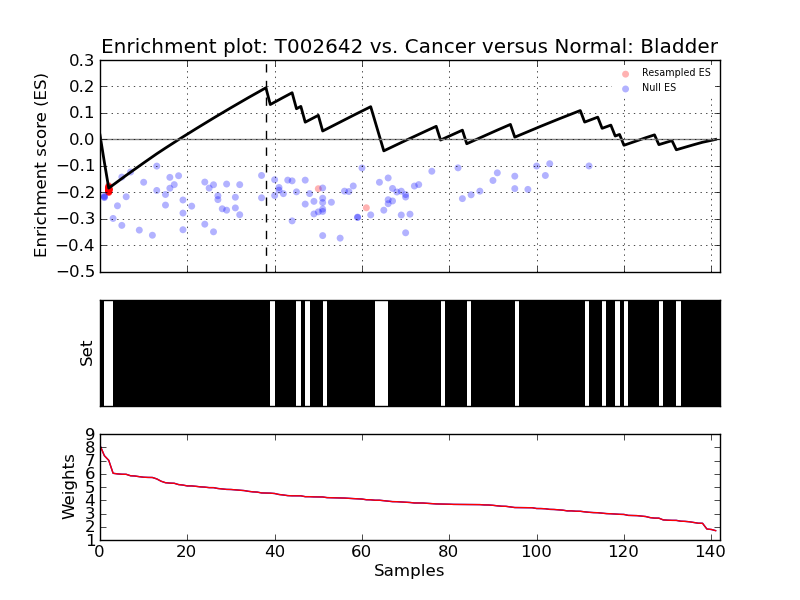 Enrichment plot: T002642 vs. Cancer versus Normal: Bladder
0.3
0.2
0.1
0.0
−0.1
−0.2
−0.3
−0.4
−0.5
Enrichment score (ES)
Resampled ES
Null ES
Set
9
8
7
6
5
4
3
2
1
Weights
0 20 40 60 80 100 120 140
Samples